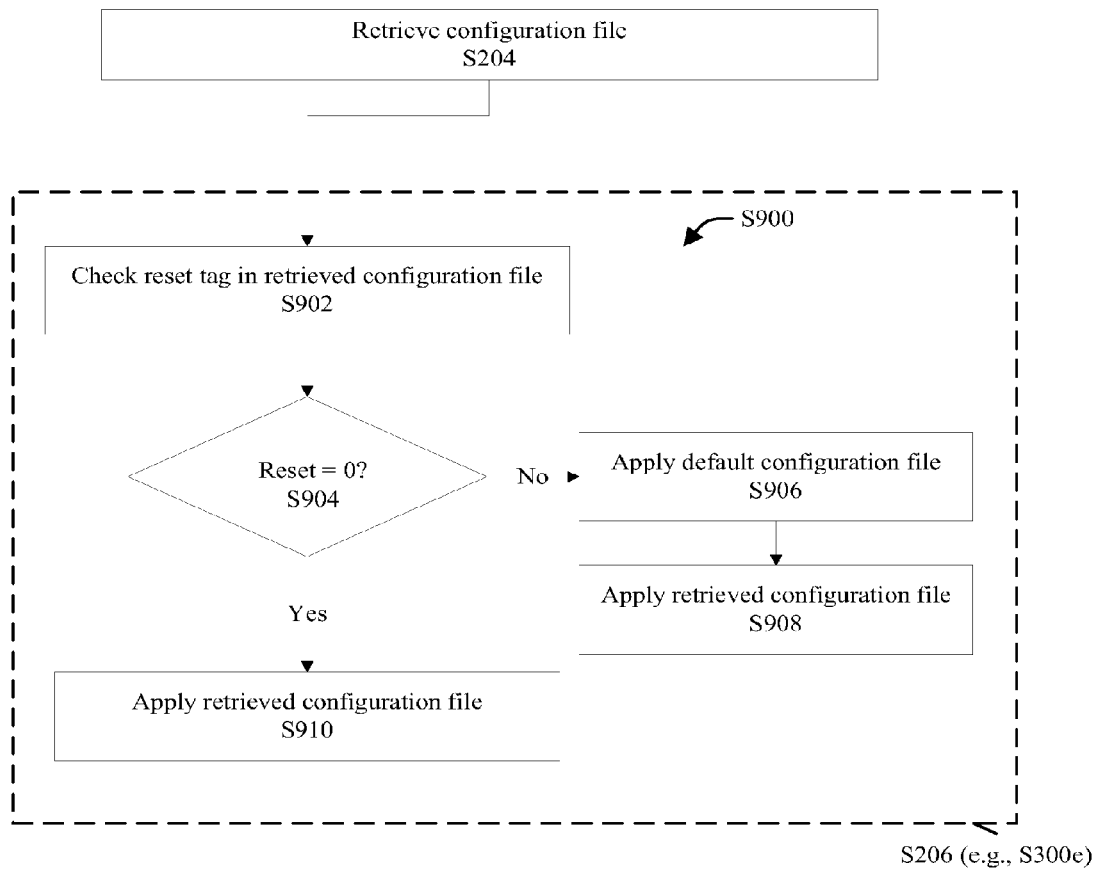 Retrieve configuration file
S204
S900
Check reset tag in retrieved configuration file
S902
Reset = 0?
S904
No
Apply default configuration file
S906
Apply retrieved configuration file
S908
Yes
Apply retrieved configuration file
S910
S206 (e.g., S300e)